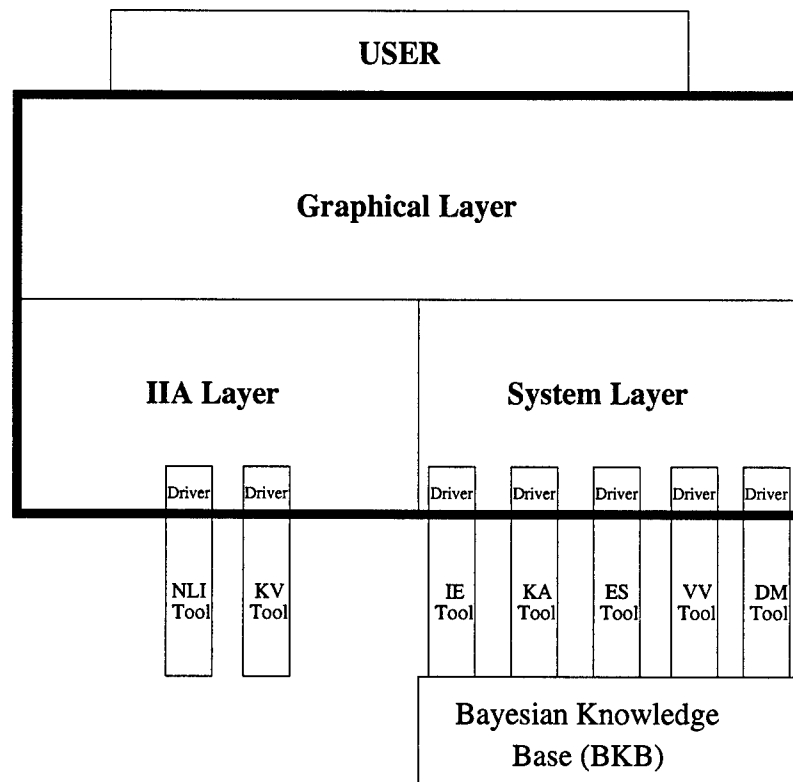 USER
Graphical Layer
IIA Layer
System Layer
Driver
Driver
Driver
Driver
Driver
Driver
Driver
NLI
Tool
KV
Tool
IE
Tool
KA
Tool
ES
Tool
VV
Tool
DM
Tool
Bayesian Knowledge
Base (BKB)